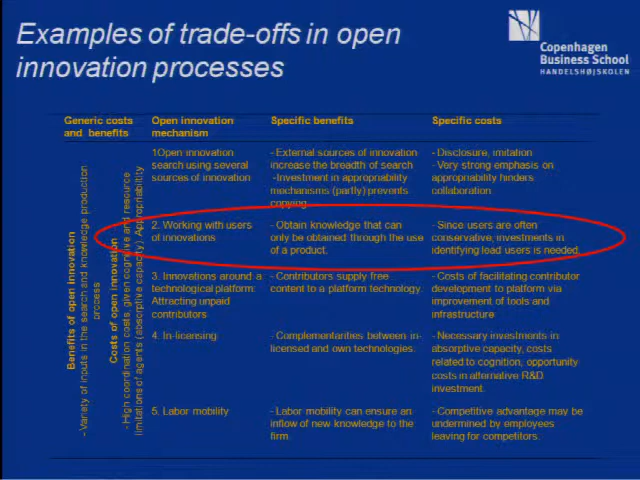 Examples of trade-offs in open
innovation processes
Copenhagen
Business School
HANDELSHØJSKOLEN
Generic costs
and benefits
Open innovation
mechanism
Specific benefits
Specific costs
Benefits of open innovation
- Variety of inputs in the search and knowledge production
process
Costs of open innovation
- High coordination costs, given cognitive and resource
limitations of agents (absorptive capacity) Appropriability
1Open innovation
search using several
sources of innovation
- External sources of innovation
increase the breadth of search
-Investment in appropriability
mechanisms (partly) prevents
copying
- Disclosure, imitation
- Very strong emphasis on
appropriability hinders
collaboration
2. Working with users
of innovations
- Obtain knowledge that can
only be obtained through the use
of a product.
- Since users are often
conservative, investments in
identifying lead users is needed.
3. Innovations around a
technological platform:
Attracting unpaid
contributors
- Contributors supply free
content to a platform technology.
- Costs of facilitating contributor
development to platform via
improvement of tools and
infrastructure
4. In-licensing
- Complementarities between in-
licensed and own technologies.
- Necessary investments in
absorptive capacity, costs
related to cognition, opportunity
costs in alternative R&D
investment.
5. Labor mobility
- Labor mobility can ensure an
inflow of new knowledge to the
firm.
- Competitive advantage may be
undermined by employees
leaving for competitors.